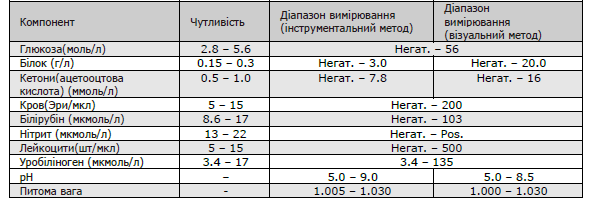 Компонент Чутливість Діапазон вимірювання (інструментальний метод) Діапазон вимірювання (візуальний метод)
Глюкоза(моль/л) 2.8 – 5.6 Негат. – 56
Білок (г/л) 0.15 – 0.3 Негат. – 3.0 Негат. – 20.0
Кетони(ацетооцтова кислота) (ммоль/л) 0.5 – 1.0 Негат. – 7.8 Негат. – 16
Кров(Эри/мкл) 5 – 15 Негат. – 200
Білірубін (мкмоль/л) 8.6 – 17 Негат. – 103
Нітрит (мкмоль/л) 13 – 22 Негат. – Pos.
Лейкоцити(шт/мкл) 5 – 15 Негат. – 500
Уробіліноген (мкмоль/л) 3.4 – 17 3.4 – 135
pH – 5.0 – 9.0 5.0 – 8.5
Питома вага - 1.005 – 1.030 1.000 – 1.030